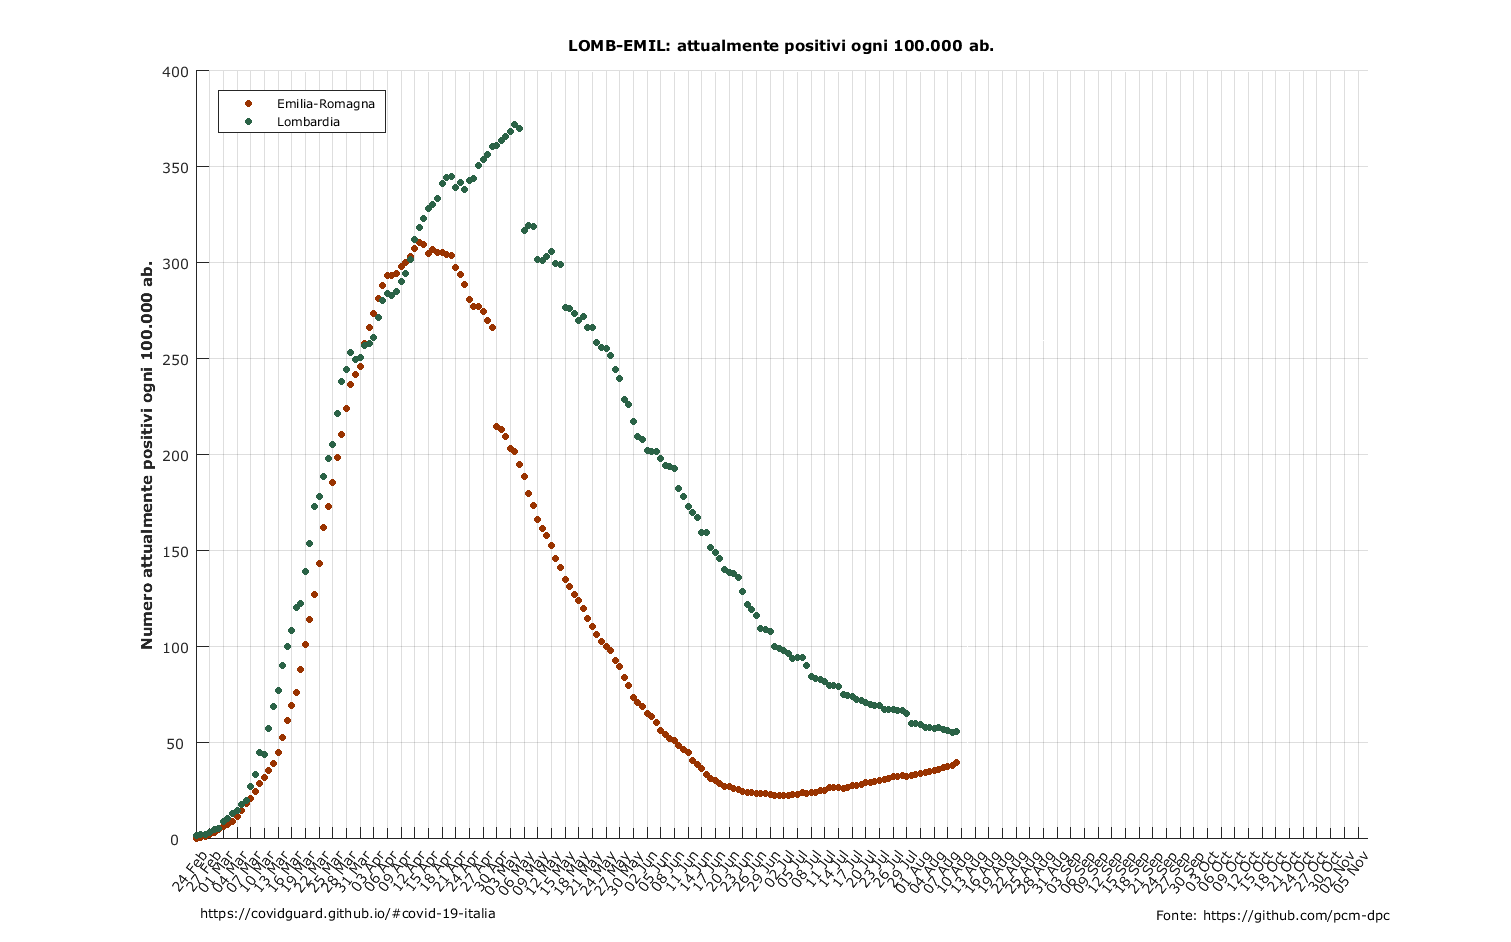 LOMB-EMIL: attualmente positivi ogni 100.000 ab.
Numero attualmente positivi ogni 100.000 ab.
400
350
300
250
200
150
100
50
0
Emilia-Romagna
Lombardia
24 Feb
27 Feb
01 Mar
04 Mar
07 Mar
10 Mar
13 Mar
16 Mar
19 Mar
22 Mar
25 Mar
28 Mar
31 Mar
03 Apr
06 Apr
09 Apr
12 Apr
15 Apr
18 Apr
21 Apr
24 Apr
27 Apr
30 Apr
03 May
06 May
09 May
12 May
15 May
18 May
21 May
24 May
27 May
30 May
02 Jun
05 Jun
08 Jun
11 Jun
14 Jun
17 Jun
20 Jun
23 Jun
26 Jun
29 Jun
02 Jul
05 Jul
08 Jul
11 Jul
14 Jul
17 Jul
20 Jul
23 Jul
26 Jul
29 Jul
01 Aug
04 Aug
07 Aug
10 Aug
13 Aug
16 Aug
19 Aug
22 Aug
25 Aug
28 Aug
31 Aug
03 Sep
06 Sep
09 Sep
12 Sep
15 Sep
18 Sep
21 Sep
24 Sep
27 Sep
30 Sep
03 Oct
06 Oct
09 Oct
12 Oct
15 Oct
18 Oct
21 Oct
24 Oct
27 Oct
30 Oct
02 Nov
05 Nov
https://covidguard.github.io/#covid-19-italia
Fonte: https://github.com/pcm-dpc